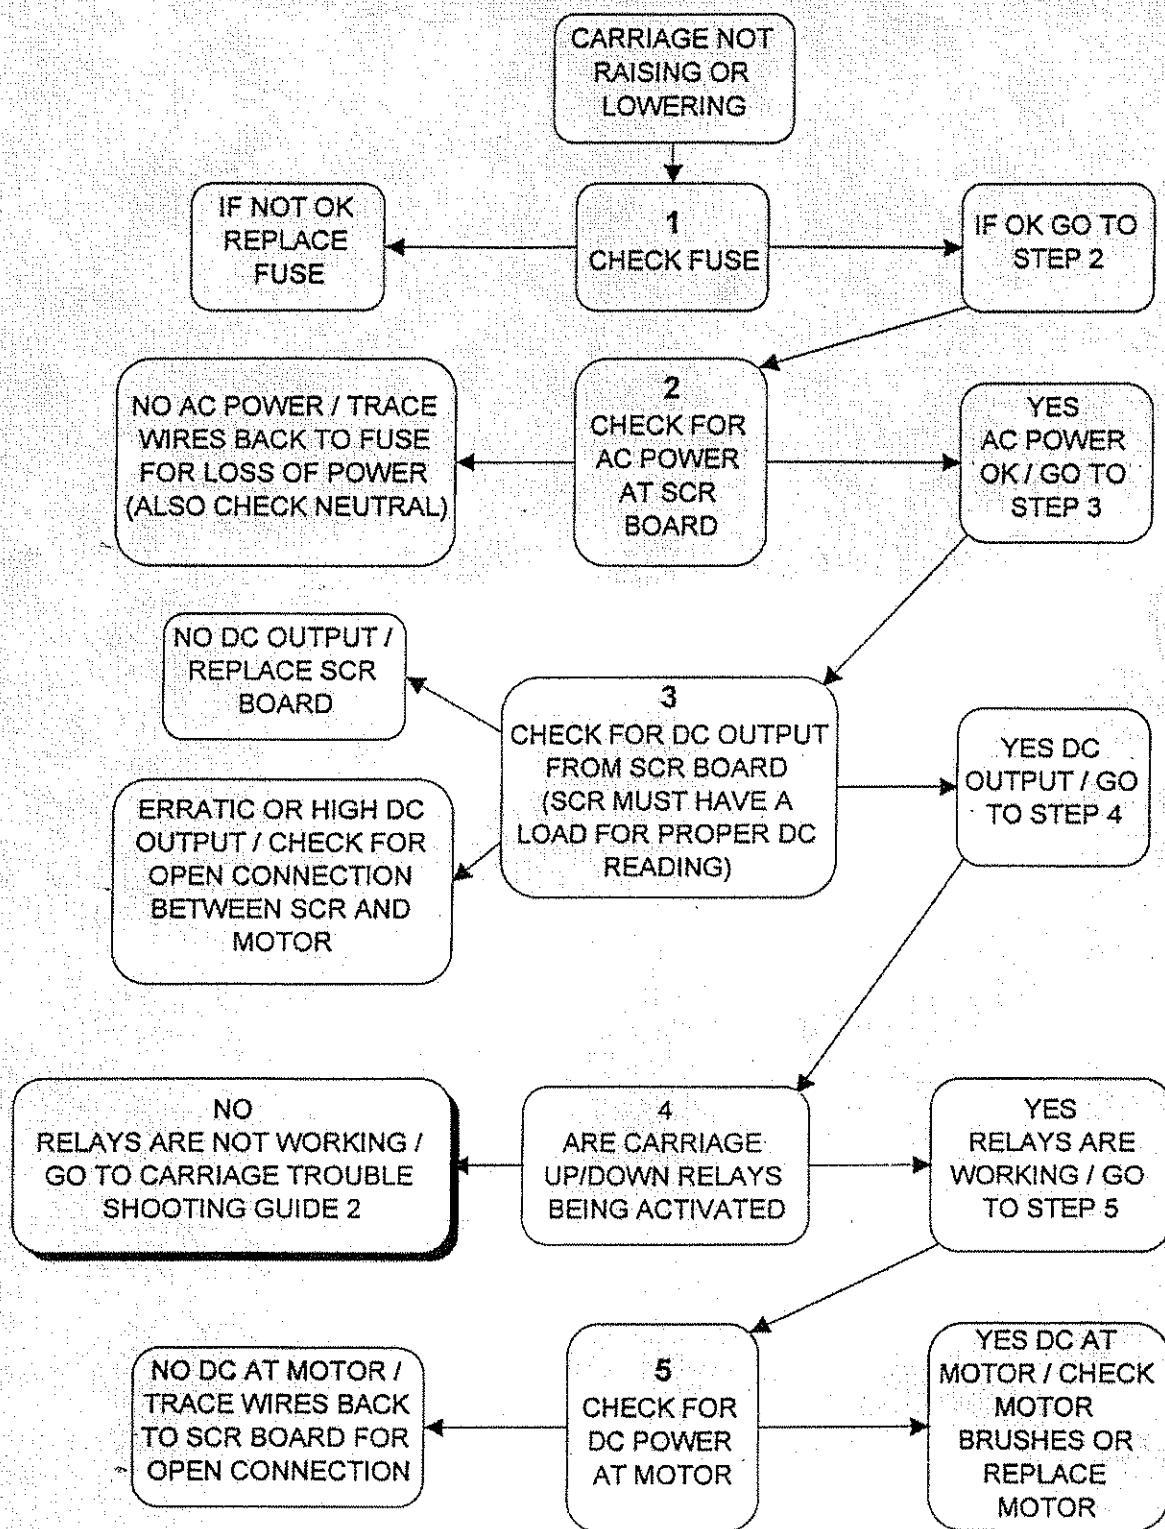 CARRIAGE NOT
RAISING OR
LOWERING
IF NOT OK
REPLACE
FUSE
1
CHECK FUSE
IF OK GO TO
STEP 2
NO AC POWER / TRACE
WIRES BACK TO FUSE
FOR LOSS OF POWER
(ALSO CHECK NEUTRAL)
2
CHECK FOR
AC POWER
AT SCR
BOARD
YES
AC POWER
OK / GO TO
STEP 3
NO DC OUTPUT /
REPLACE SCR
BOARD
ERRATIC OR HIGH DC
OUTPUT / CHECK FOR
OPEN CONNECTION
BETWEEN SCR AND
MOTOR
3
CHECK FOR DC OUTPUT
FROM SCR BOARD
(SCR MUST HAVE A
LOAD FOR PROPER DC
READING)
YES DC
OUTPUT / GO
TO STEP 4
NO
RELAYS ARE NOT WORKING /
GO TO CARRIAGE TROUBLE
SHOOTING GUIDE 2
4
ARE CARRIAGE
UP/DOWN RELAYS
BEING ACTIVATED
YES
RELAYS ARE
WORKING / GO
TO STEP 5
NO DC AT MOTOR /
TRACE WIRES BACK
TO SCR BOARD FOR
OPEN CONNECTION
5
CHECK FOR
DC POWER
AT MOTOR
YES DC AT
MOTOR / CHECK
MOTOR
BRUSHES OR
REPLACE
MOTOR